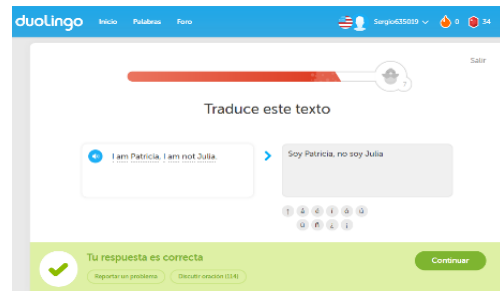 duolingo Inicio Palabras Foro Sergio635019 0 34
Salir
Traduce este texto
I am Patricia, I am not Julia.
Soy Patricia, no soy Julia
↑ á é í ó ú
ü ñ ¿ ¡
Tu respuesta es correcta
Continuar
Reportar un problema Discutir oración (114)